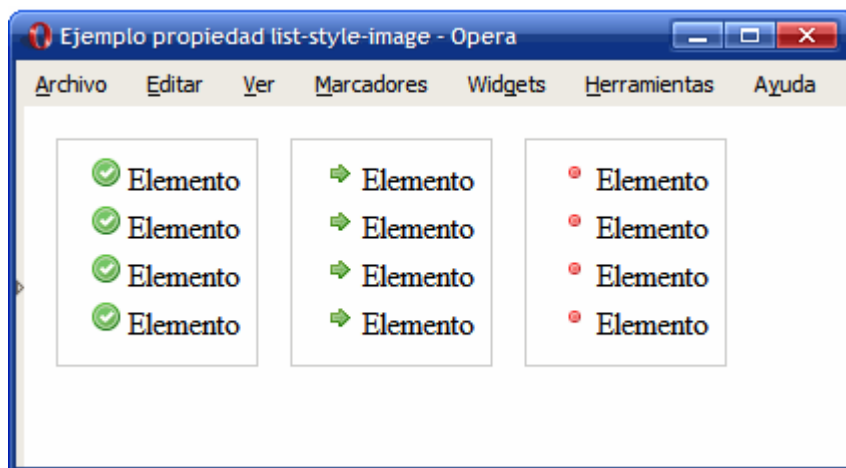 Ejemplo propiedad list-style-image - Opera
Archivo Editar Ver Marcadores Widgets Herramientas Ayuda
Elemento Elemento Elemento
Elemento Elemento Elemento
Elemento Elemento Elemento
Elemento Elemento Elemento